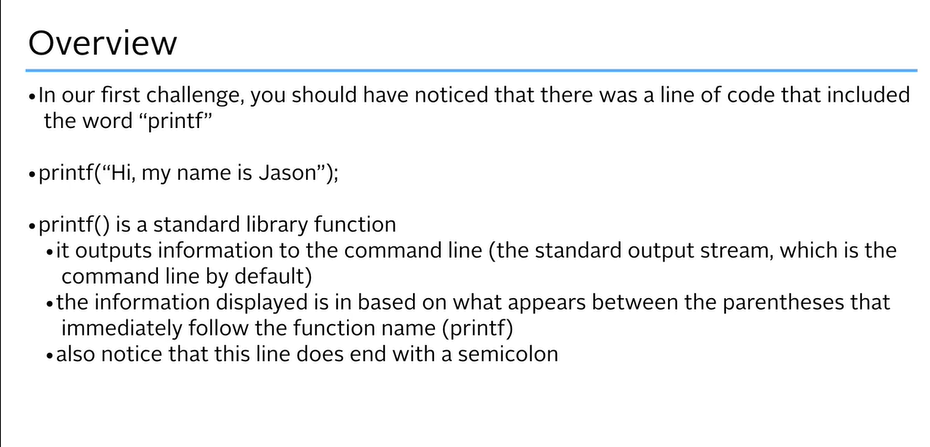 Overview
•In our first challenge, you should have noticed that there was a line of code that included
the word “printf”
•printf(“Hi, my name is Jason”);
•printf() is a standard library function
•it outputs information to the command line (the standard output stream, which is the
command line by default)
•the information displayed is in based on what appears between the parentheses that
immediately follow the function name (printf)
•also notice that this line does end with a semicolon